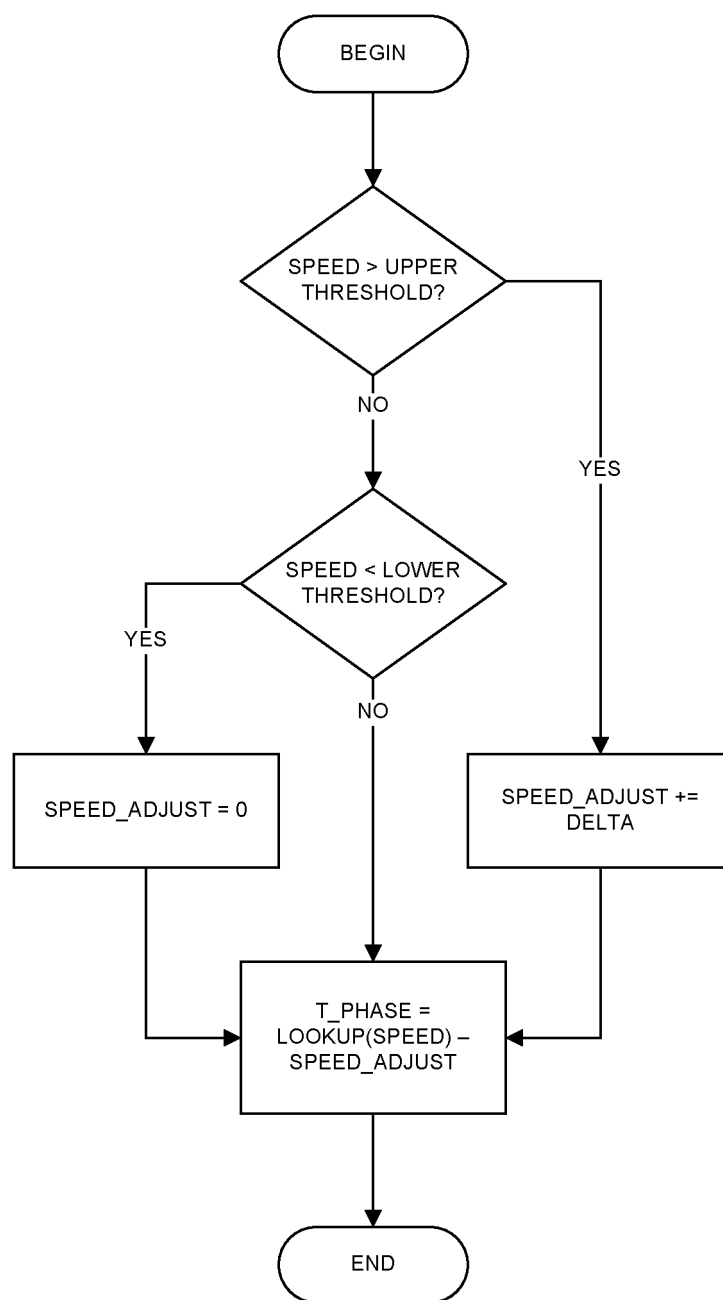 BEGIN
SPEED > UPPER
THRESHOLD?
NO
YES
SPEED < LOWER
THRESHOLD?
YES
NO
SPEED_ADJUST = 0
SPEED_ADJUST +=
DELTA
T_PHASE =
LOOKUP(SPEED) –
SPEED_ADJUST
END